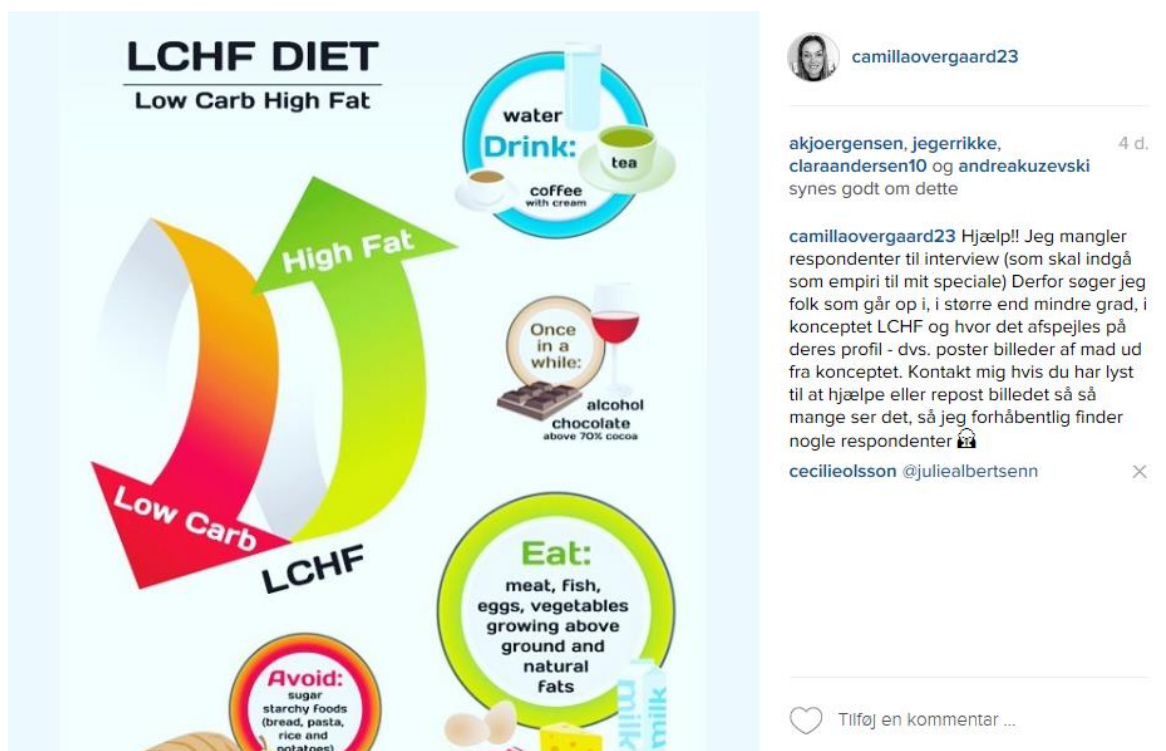 LCHF DIET
Low Carb High Fat
water
Drink:
tea
coffee
with cream
High Fat
Once
in a
while:
alcohol
chocolate
above 70% cocoa
Low Carb
LCHF
Eat:
meat, fish,
eggs, vegetables
growing above
ground and
natural
fats
milk
milk
Avoid:
sugar
starchy foods
(bread, pasta,
rice and
potatoes)
camillaovergaard23
akjoergensen, jegerrikke, 4 d.
claraandersen10 og andreakuzevski
synes godt om dette
camillaovergaard23 Hjælp!! Jeg mangler
respondenter til interview (som skal indgå
som empiri til mit speciale) Derfor søger jeg
folk som går op i, i større end mindre grad, i
konceptet LCHF og hvor det afspejles på
deres profil - dvs. poster billeder af mad ud
fra konceptet. Kontakt mig hvis du har lyst
til at hjælpe eller repost billedet så så
mange ser det, så jeg forhåbentlig finder
nogle respondenter
cecilieolsson @juliealbertsenn
Tilføj en kommentar ...